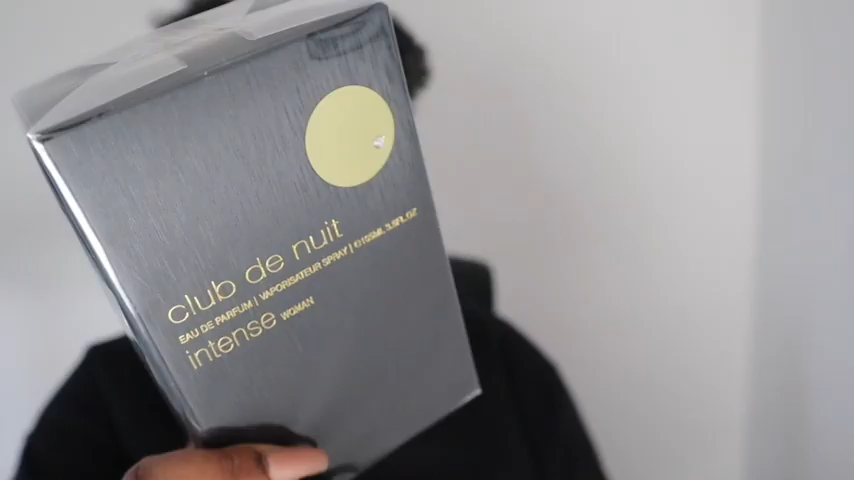 club de nuit
EAU DE PARFUM | VAPORISATEUR SPRAY | ℮105ML 3.6FL.OZ
intense WOMAN